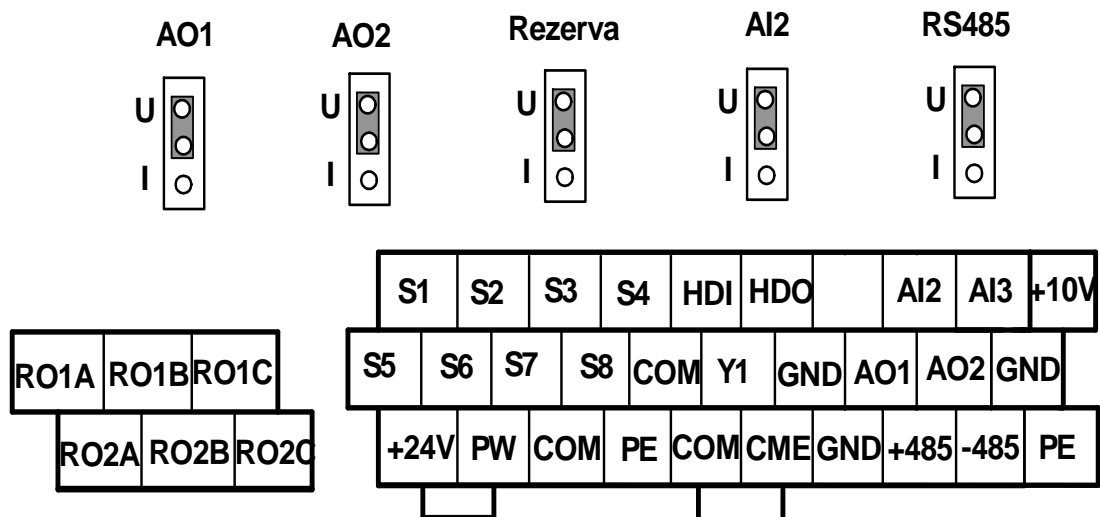 AO1 AO2 Rezerva AI2 RS485
U U U U U
I I I I I
S1 S2 S3 S4 HDI HDO AI2 AI3 +10V
RO1A RO1B RO1C S5 S6 S7 S8 COM Y1 GND AO1 AO2 GND
RO2A RO2B RO2C +24V PW COM PE COM CME GND +485 -485 PE